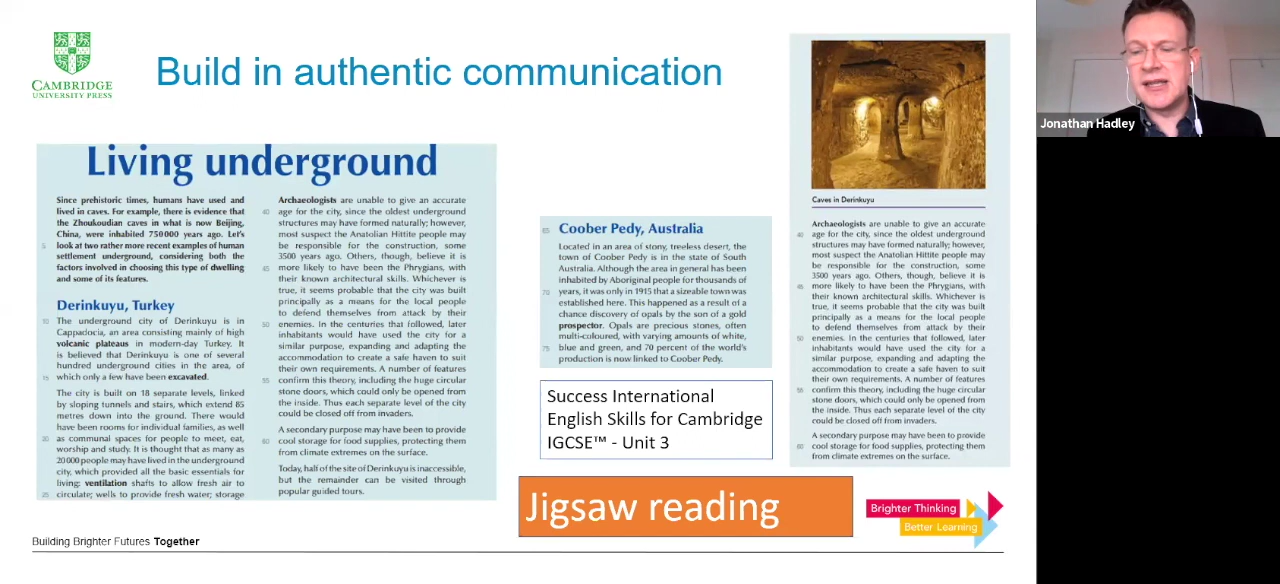 CAMBRIDGE
UNIVERSITY PRESS
Build in authentic communication
Living underground
Since prehistoric times, humans have used and
lived in caves. For example, there is evidence that
the Zhoukoudian caves in what is now Beijing,
China, were inhabited 750000 years ago. Let's
5 look at two rather more recent examples of human
settlement underground, considering both the
factors involved in choosing this type of dwelling
and some of its features.
Derinkuyu, Turkey
10 The underground city of Derinkuyu is in
Cappadocia, an area consisting mainly of high
volcanic plateaus in modern-day Turkey. It
is believed that Derinkuyu is one of several
hundred underground cities in the area, of
15 which only a few have been excavated.
The city is built on 18 separate levels, linked
by sloping tunnels and stairs, which extend 85
metres down into the ground. There would
have been rooms for individual families, as well
20 as communal spaces for people to meet, eat,
worship and study. It is thought that as many as
20000 people may have lived in the underground
city, which provided all the basic essentials for
living: ventilation shafts to allow fresh air to
25 circulate; wells to provide fresh water; storage
Archaeologists are unable to give an accurate
40 age for the city, since the oldest underground
structures may have formed naturally; however,
most suspect the Anatolian Hittite people may
be responsible for the construction, some
3500 years ago. Others, though, believe it is
45 more likely to have been the Phrygians, with
their known architectural skills. Whichever is
true, it seems probable that the city was built
principally as a means for the local people
to defend themselves from attack by their
50 enemies. In the centuries that followed, later
inhabitants would have used the city for a
similar purpose, expanding and adapting the
accommodation to create a safe haven to suit
their own requirements. A number of features
55 confirm this theory, including the huge circular
stone doors, which could only be opened from
the inside. Thus each separate level of the city
could be closed off from invaders.
A secondary purpose may have been to provide
60 cool storage for food supplies, protecting them
from climate extremes on the surface.
Today, half of the site of Derinkuyu is inaccessible,
but the remainder can be visited through
popular guided tours.
65 Coober Pedy, Australia
Located in an area of stony, treeless desert, the
town of Coober Pedy is in the state of South
Australia. Although the area in general has been
inhabited by Aboriginal people for thousands of
70 years, it was only in 1915 that a sizeable town was
established here. This happened as a result of a
chance discovery of opals by the son of a gold
prospector. Opals are precious stones, often
multi-coloured, with varying amounts of white,
75 blue and green, and 70 percent of the world's
production is now linked to Coober Pedy.
Success International
English Skills for Cambridge
IGCSE™ - Unit 3
Jigsaw reading
Caves in Derinkuyu
Archaeologists are unable to give an accurate
40 age for the city, since the oldest underground
structures may have formed naturally; however,
most suspect the Anatolian Hittite people may
be responsible for the construction, some
3500 years ago. Others, though, believe it is
45 more likely to have been the Phrygians, with
their known architectural skills. Whichever is
true, it seems probable that the city was built
principally as a means for the local people
to defend themselves from attack by their
50 enemies. In the centuries that followed, later
inhabitants would have used the city for a
similar purpose, expanding and adapting the
accommodation to create a safe haven to suit
their own requirements. A number of features
55 confirm this theory, including the huge circular
stone doors, which could only be opened from
the inside. Thus each separate level of the city
could be closed off from invaders.
A secondary purpose may have been to provide
60 cool storage for food supplies, protecting them
from climate extremes on the surface.
Brighter Thinking
Better Learning
Building Brighter Futures Together
Jonathan Hadley